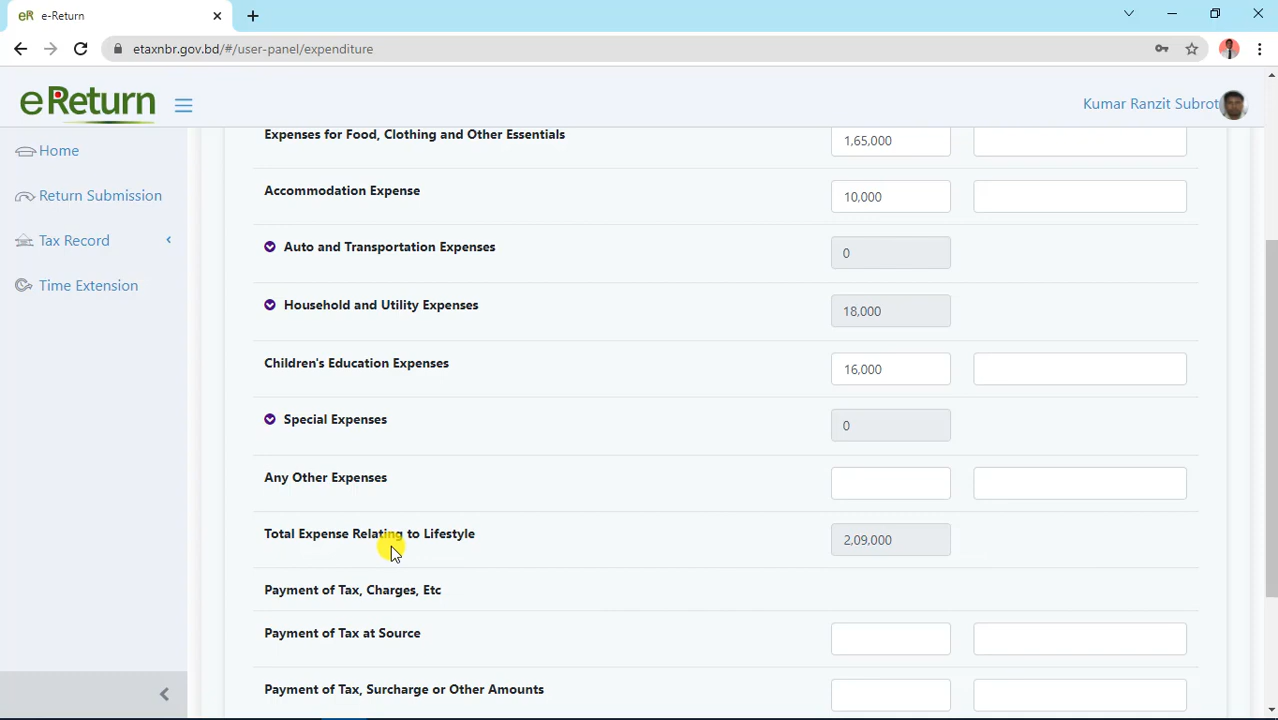 eR e-Return
etaxnbr.gov.bd/#/user-panel/expenditure
eReturn
Kumar Ranzit Subrot
Home
Return Submission
Tax Record
Time Extension
Expenses for Food, Clothing and Other Essentials 1,65,000
Accommodation Expense 10,000
Auto and Transportation Expenses 0
Household and Utility Expenses 18,000
Children's Education Expenses 16,000
Special Expenses 0
Any Other Expenses
Total Expense Relating to Lifestyle 2,09,000
Payment of Tax, Charges, Etc
Payment of Tax at Source
Payment of Tax, Surcharge or Other Amounts